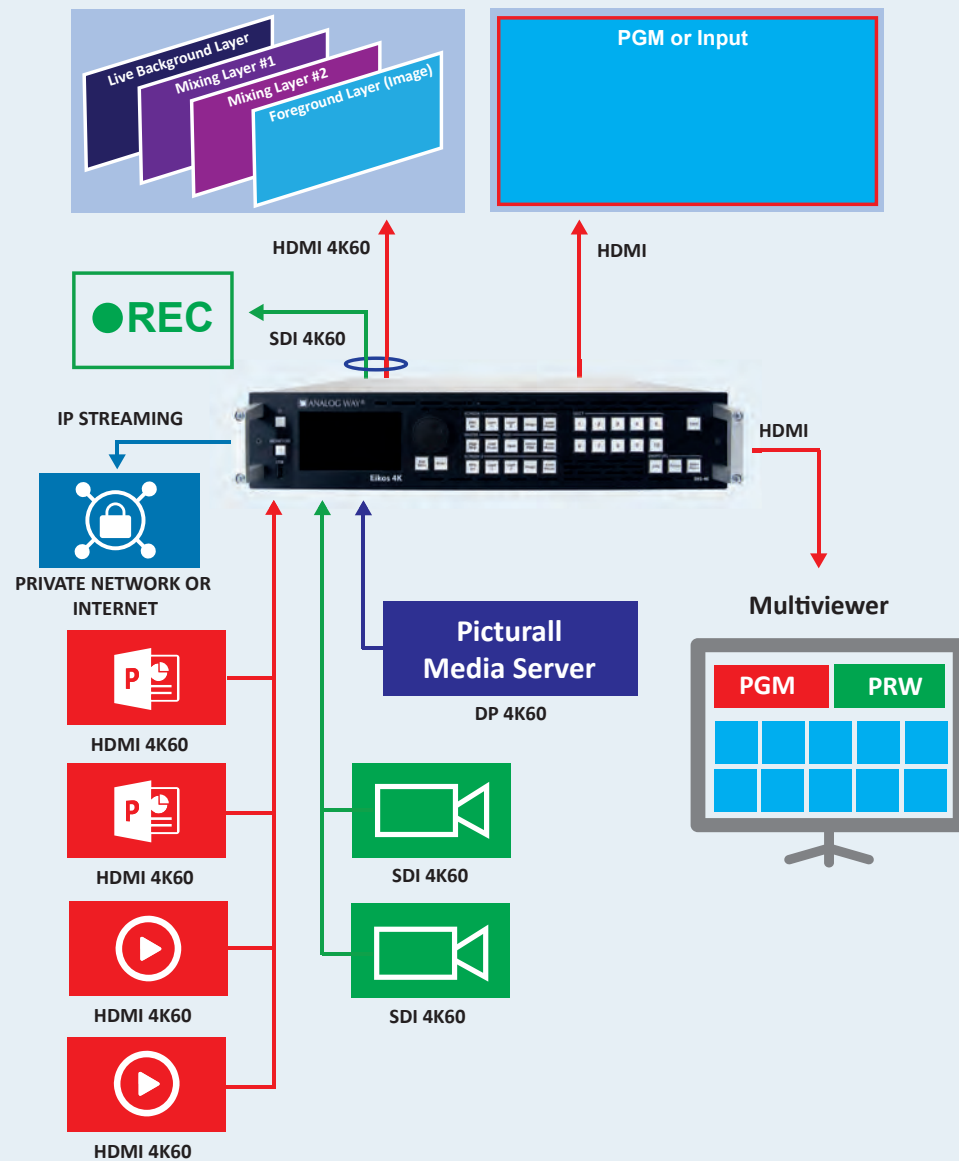 Live Background Layer
Mixing Layer #1
Mixing Layer #2
Foreground Layer (Image)
PGM or Input
HDMI 4K60
HDMI
REC
SDI 4K60
IP STREAMING
ANALOG WAY®
Eikos 4K
HDMI
PRIVATE NETWORK OR
INTERNET
Picturall
Media Server
DP 4K60
Multiviewer
PGM
PRW
P
HDMI 4K60
P
HDMI 4K60
SDI 4K60
HDMI 4K60
SDI 4K60
HDMI 4K60